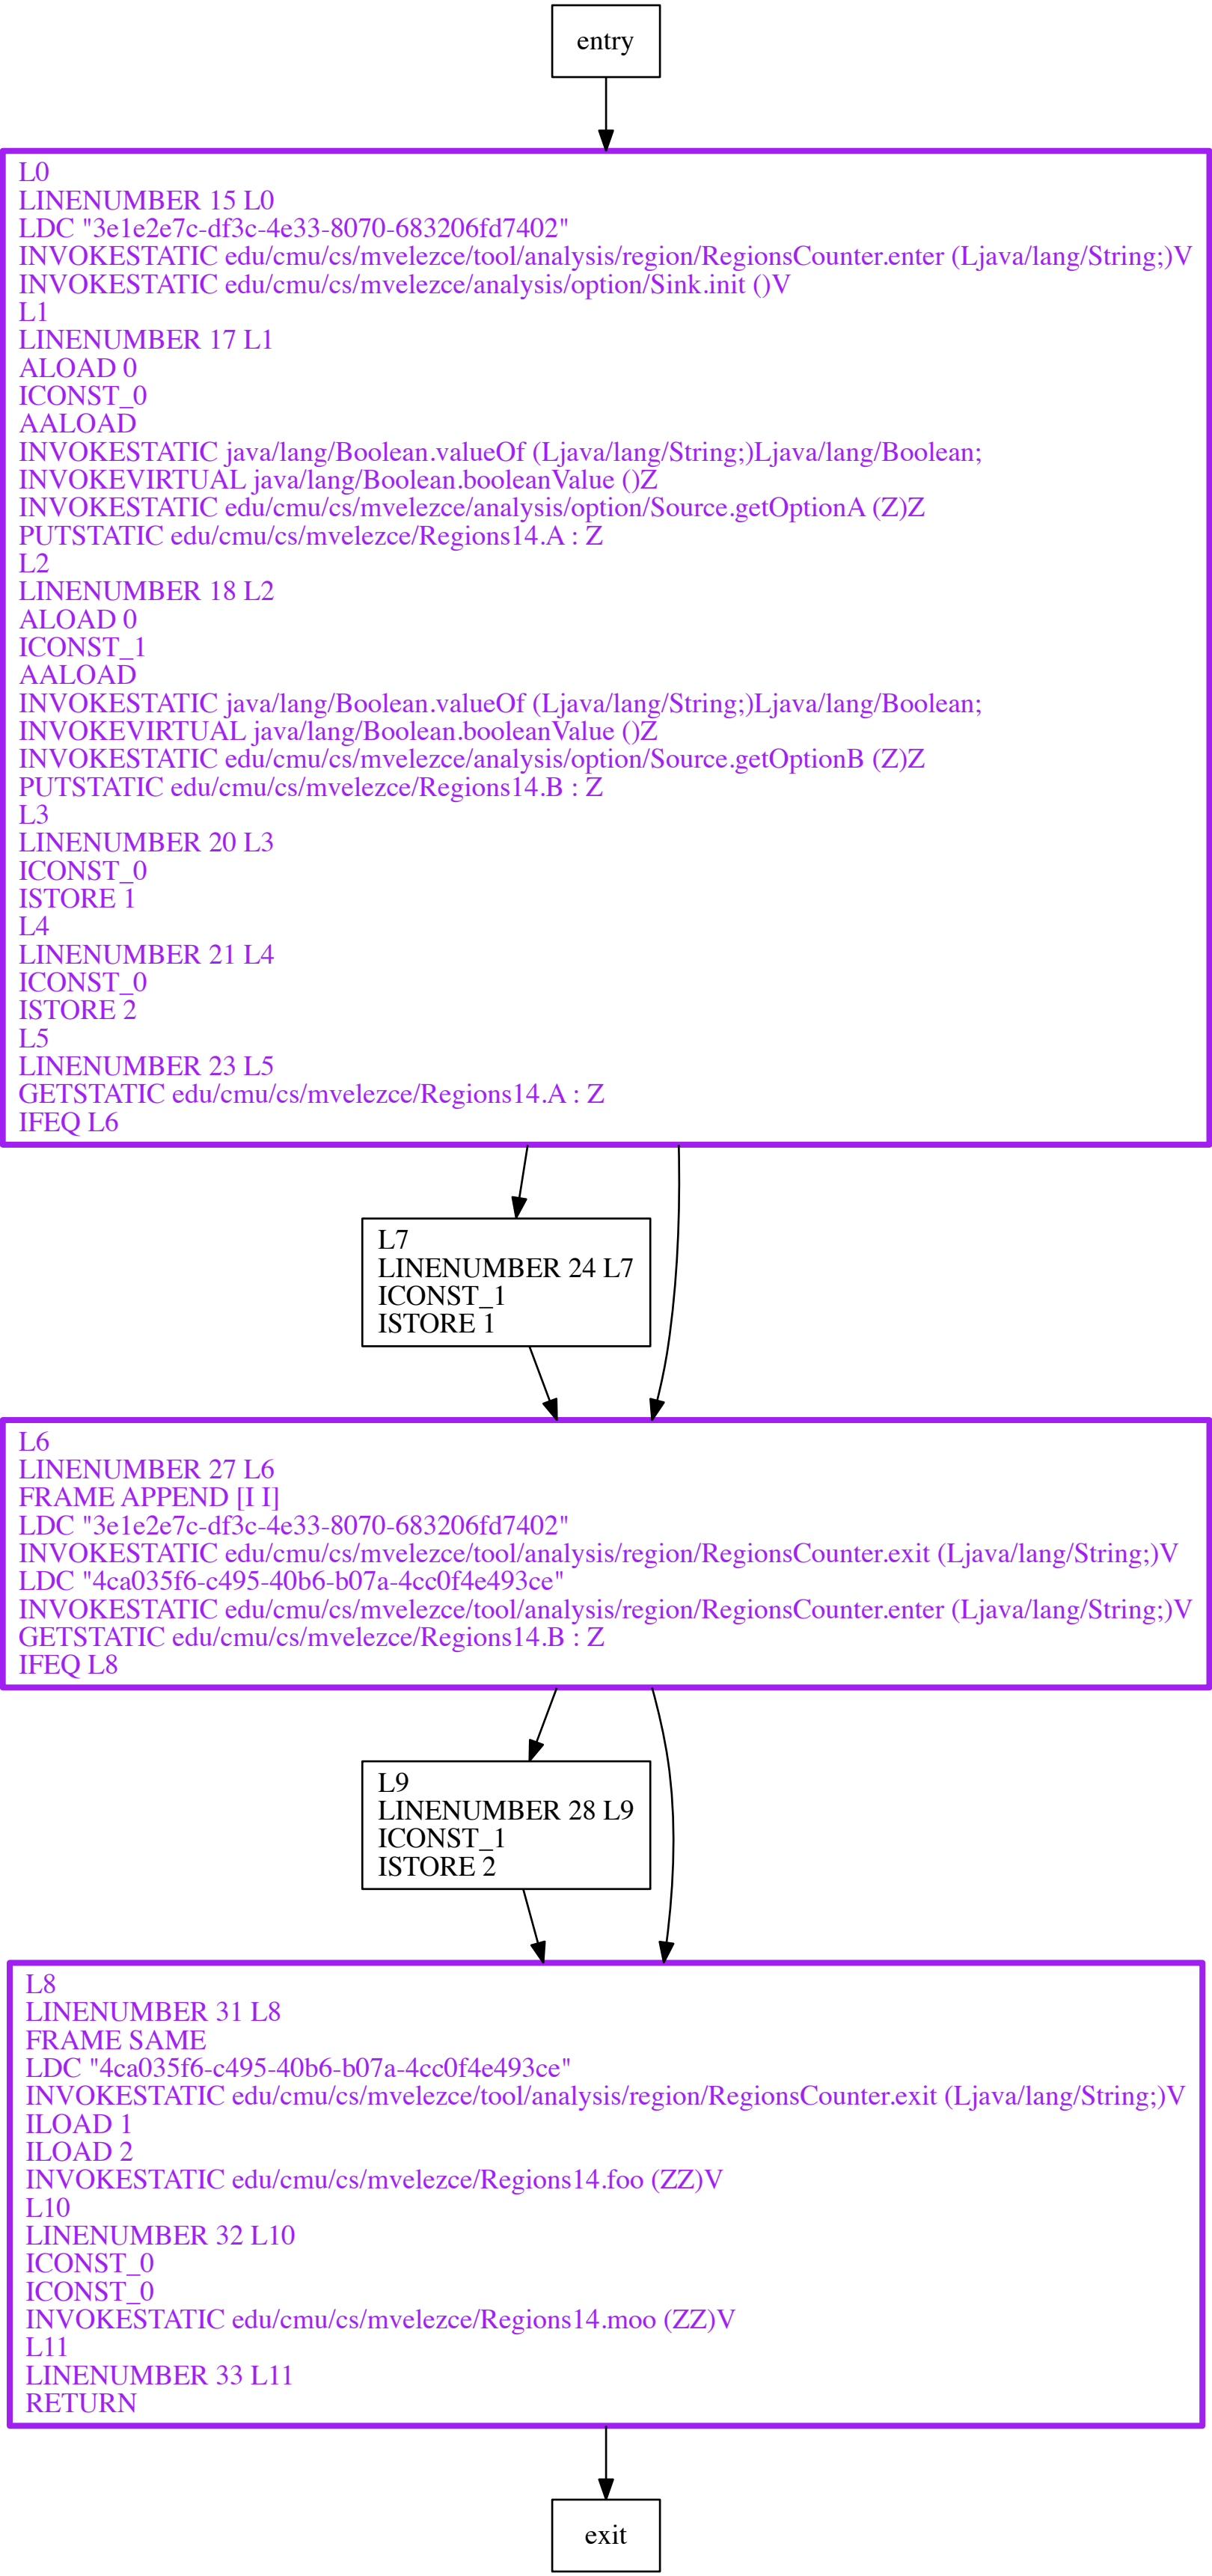 entry
L0
LINENUMBER 15 L0
LDC "3e1e2e7c-df3c-4e33-8070-683206fd7402"
INVOKESTATIC edu/cmu/cs/mvelezce/tool/analysis/region/RegionsCounter.enter (Ljava/lang/String;)V
INVOKESTATIC edu/cmu/cs/mvelezce/analysis/option/Sink.init ()V
L1
LINENUMBER 17 L1
ALOAD 0
ICONST_0
AALOAD
INVOKESTATIC java/lang/Boolean.valueOf (Ljava/lang/String;)Ljava/lang/Boolean;
INVOKEVIRTUAL java/lang/Boolean.booleanValue ()Z
INVOKESTATIC edu/cmu/cs/mvelezce/analysis/option/Source.getOptionA (Z)Z
PUTSTATIC edu/cmu/cs/mvelezce/Regions14.A : Z
L2
LINENUMBER 18 L2
ALOAD 0
ICONST_1
AALOAD
INVOKESTATIC java/lang/Boolean.valueOf (Ljava/lang/String;)Ljava/lang/Boolean;
INVOKEVIRTUAL java/lang/Boolean.booleanValue ()Z
INVOKESTATIC edu/cmu/cs/mvelezce/analysis/option/Source.getOptionB (Z)Z
PUTSTATIC edu/cmu/cs/mvelezce/Regions14.B : Z
L3
LINENUMBER 20 L3
ICONST_0
ISTORE 1
L4
LINENUMBER 21 L4
ICONST_0
ISTORE 2
L5
LINENUMBER 23 L5
GETSTATIC edu/cmu/cs/mvelezce/Regions14.A : Z
IFEQ L6
L7
LINENUMBER 24 L7
ICONST_1
ISTORE 1
L6
LINENUMBER 27 L6
FRAME APPEND [I I]
LDC "3e1e2e7c-df3c-4e33-8070-683206fd7402"
INVOKESTATIC edu/cmu/cs/mvelezce/tool/analysis/region/RegionsCounter.exit (Ljava/lang/String;)V
LDC "4ca035f6-c495-40b6-b07a-4cc0f4e493ce"
INVOKESTATIC edu/cmu/cs/mvelezce/tool/analysis/region/RegionsCounter.enter (Ljava/lang/String;)V
GETSTATIC edu/cmu/cs/mvelezce/Regions14.B : Z
IFEQ L8
L9
LINENUMBER 28 L9
ICONST_1
ISTORE 2
L8
LINENUMBER 31 L8
FRAME SAME
LDC "4ca035f6-c495-40b6-b07a-4cc0f4e493ce"
INVOKESTATIC edu/cmu/cs/mvelezce/tool/analysis/region/RegionsCounter.exit (Ljava/lang/String;)V
ILOAD 1
ILOAD 2
INVOKESTATIC edu/cmu/cs/mvelezce/Regions14.foo (ZZ)V
L10
LINENUMBER 32 L10
ICONST_0
ICONST_0
INVOKESTATIC edu/cmu/cs/mvelezce/Regions14.moo (ZZ)V
L11
LINENUMBER 33 L11
RETURN
exit